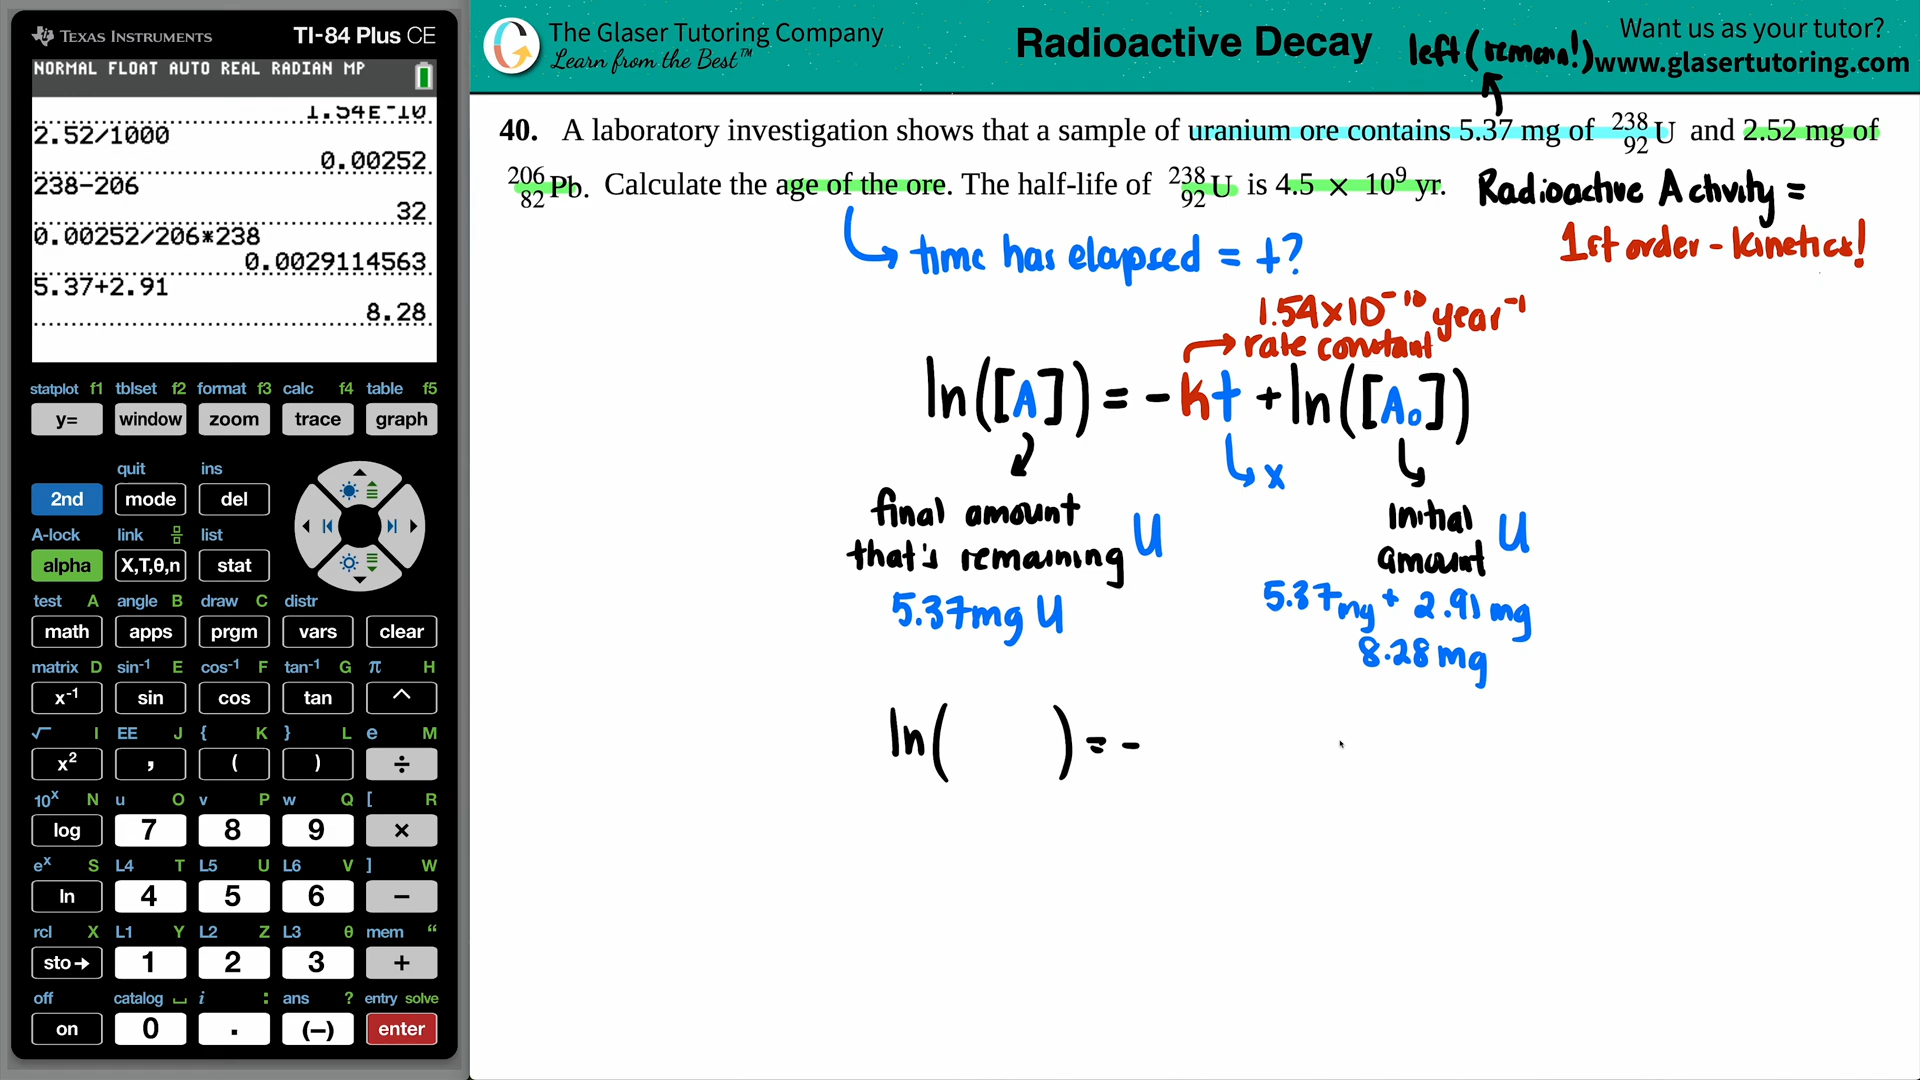 TEXAS INSTRUMENTS TI-84 Plus CE
NORMAL FLOAT AUTO REAL RADIAN MP
1.54E-10
2.52/1000
0.00252
238-206
32
0.00252/206*238
0.0029114563
5.37+2.91
8.28
statplot f1 tblset f2 format f3 calc f4 table f5
y= window zoom trace graph
quit ins
2nd mode del
A-lock link list
alpha X,T,θ,n stat
test A angle B draw C distr
math apps prgm vars clear
matrix D sin⁻¹ E cos⁻¹ F tan⁻¹ G π H
x⁻¹ sin cos tan ^
√ I EE J { K } L e M
x² , ( ) ÷
10ˣ N u O v P w Q [ R
log 7 8 9 ×
eˣ S L4 T L5 U L6 V ] W
ln 4 5 6 −
rcl X L1 Y L2 Z L3 θ mem "
sto→ 1 2 3 +
off catalog ⎵ i : ans ? entry solve
on 0 . (−) enter
The Glaser Tutoring Company
Learn from the Best™
Radioactive Decay
left (remains!)
Want us as your tutor?
www.glasertutoring.com
40. A laboratory investigation shows that a sample of uranium ore contains 5.37 mg of ²³⁸₉₂U and 2.52 mg of
²⁰⁶₈₂Pb. Calculate the age of the ore. The half-life of ²³⁸₉₂U is 4.5 × 10⁹ yr.
Radioactive Activity =
1st order - kinetics!
time has elapsed = t?
1.54x10⁻¹⁰ year⁻¹
rate constant
ln([A]) = -kt + ln([A₀])
x
final amount
that's remaining U
5.37mg U
initial
amount U
5.37mg + 2.91 mg
8.28 mg
ln( ) = -